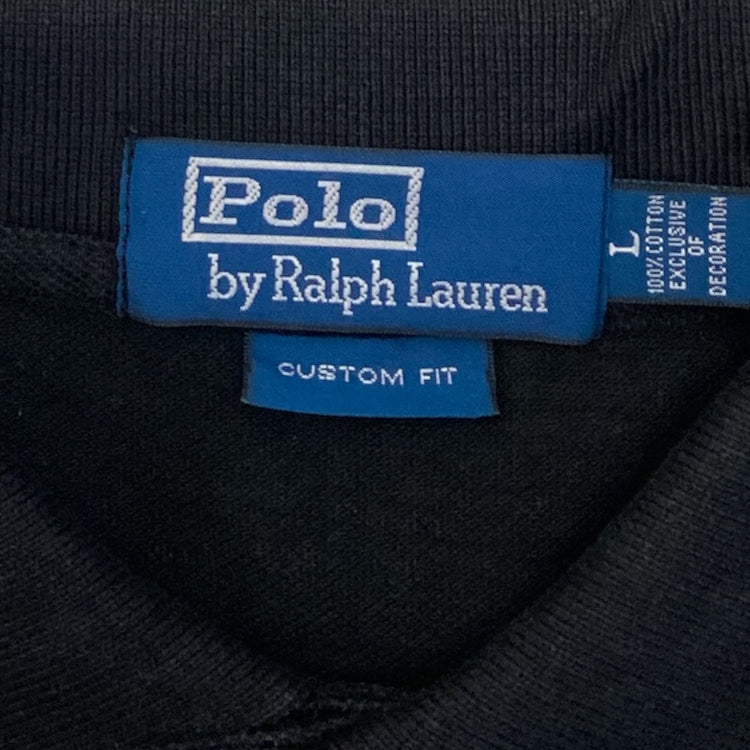 Polo
by Ralph Lauren
CUSTOM FIT
L
100% COTTON
EXCLUSIVE
OF
DECORATION